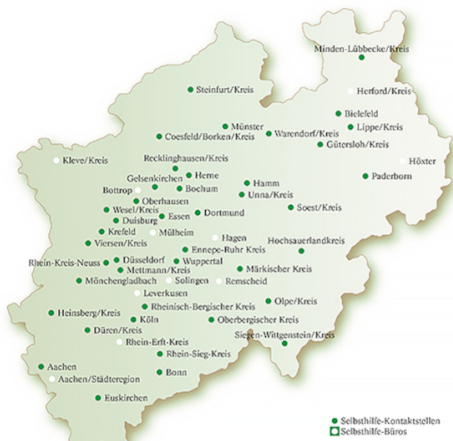 Minden-Lübbecke/Kreis
Steinfurt/Kreis
Herford/Kreis
Bielefeld
Münster
Lippe/Kreis
Coesfeld/Borken/Kreis
Warendorf/Kreis
Gütersloh/Kreis
Kleve/Kreis
Recklinghausen/Kreis
Höxter
Gelsenkirchen
Herne
Paderborn
Hamm
Bottrop
Bochum
Unna/Kreis
Oberhausen
Wesel/Kreis
Essen
Dortmund
Soest/Kreis
Duisburg
Krefeld
Mülheim
Hagen
Viersen/Kreis
Hochsauerlandkreis
Ennepe-Ruhr Kreis
Rhein-Kreis-Neuss
Düsseldorf
Wuppertal
Mettmann/Kreis
Märkischer Kreis
Mönchengladbach
Solingen
Remscheid
Leverkusen
Olpe/Kreis
Rheinisch-Bergischer Kreis
Heinsberg/Kreis
Köln
Oberbergischer Kreis
Düren/Kreis
Siegen-Wittgenstein/Kreis
Rhein-Erft-Kreis
Rhein-Sieg-Kreis
Aachen
Bonn
Aachen/Städteregion
Euskirchen
Selbsthilfe-Kontaktstellen
Selbsthilfe-Büros